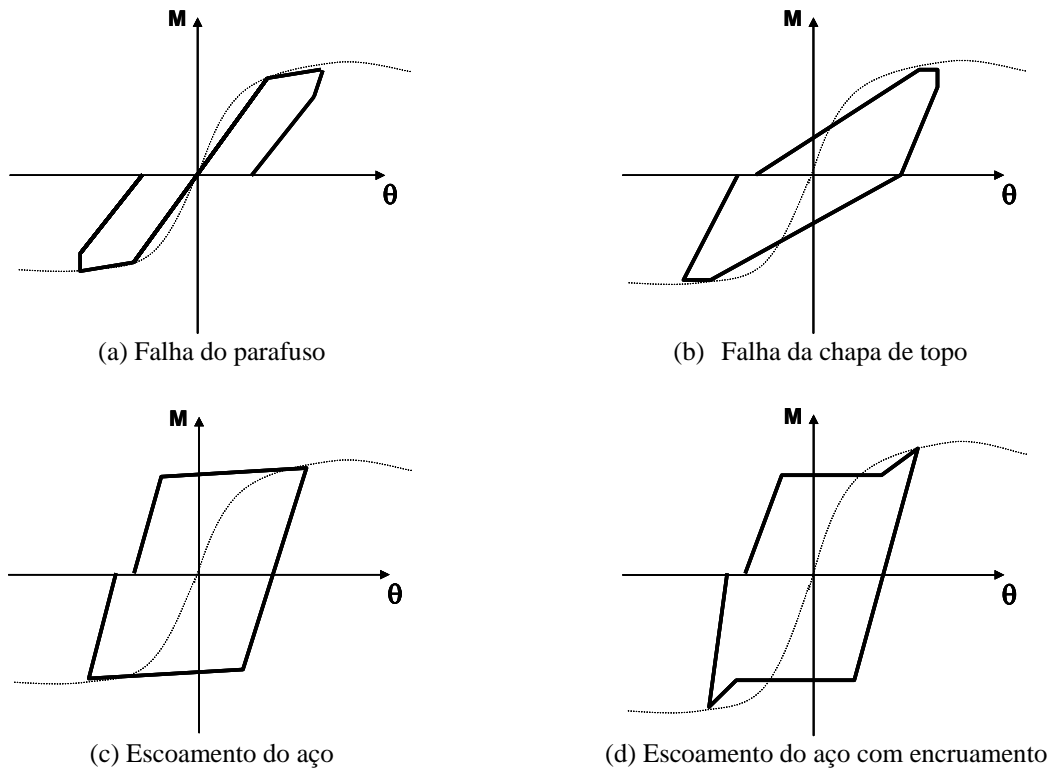 M
M
θ
θ
(a) Falha do parafuso
(b) Falha da chapa de topo
M
M
θ
θ
(c) Escoamento do aço
(d) Escoamento do aço com encruamento